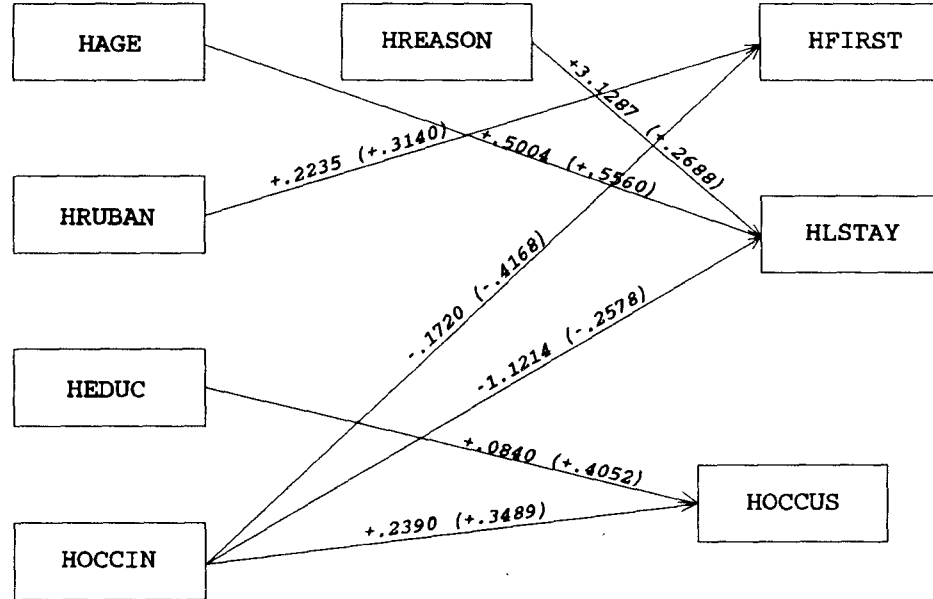 HAGE
HREASON
HFIRST
+3.1287 (+.2688)
+.2235 (+.3140)
+.5004 (+.5560)
HRUBAN
HLSTAY
-.1720 (-.4168)
-1.1214 (-.2578)
HEDUC
+.0840 (+.4052)
HOCCUS
+.2390 (+.3489)
HOCCIN